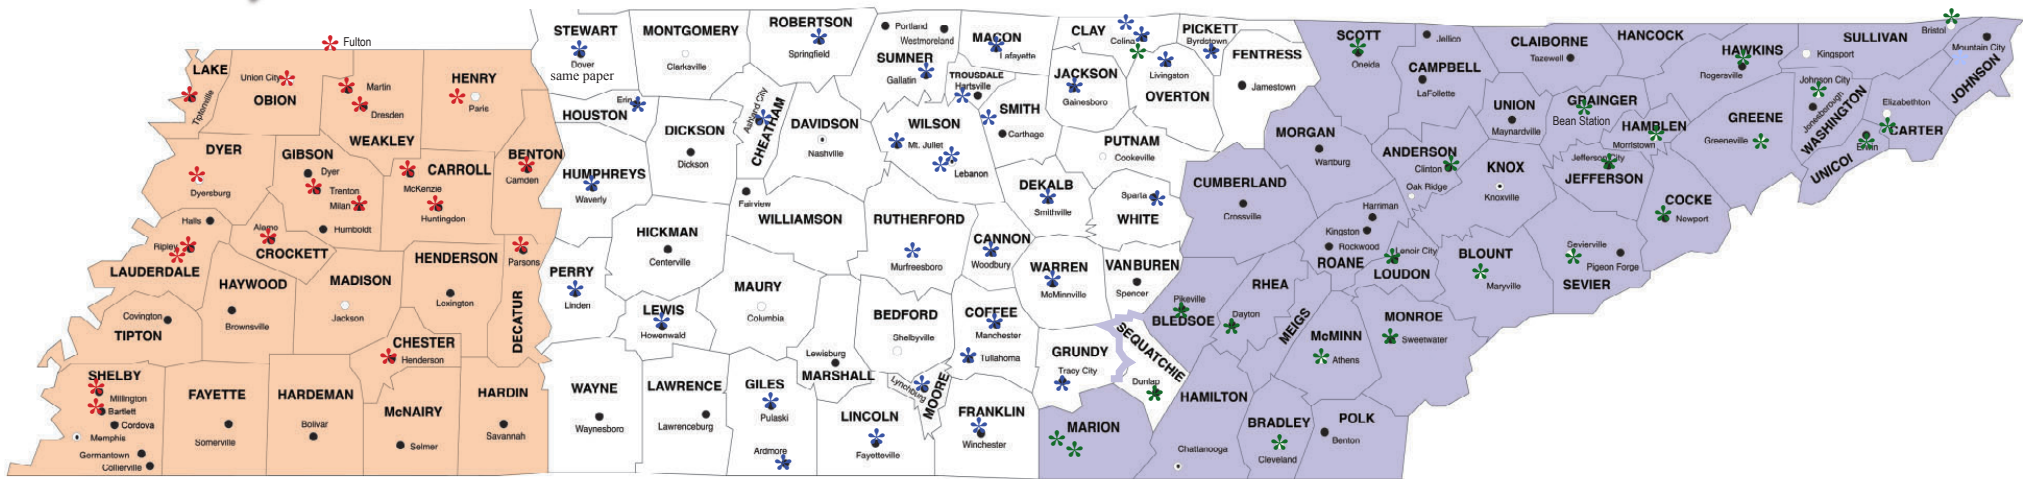 Fulton
LAKE
Tiptonville
Union City
OBION
Martin
Dresden
WEAKLEY
HENRY
Paris
DYER
Dyersburg
GIBSON
Dyer
Trenton
Milan
Humboldt
CARROLL
McKenzie
Huntingdon
BENTON
Camden
Halls
Ripley
LAUDERDALE
Alamo
CROCKETT
HAYWOOD
Brownsville
MADISON
Jackson
HENDERSON
Lexington
Parsons
DECATUR
Covington
TIPTON
CHESTER
Henderson
SHELBY
Millington
Bartlett
Cordova
Memphis
Germantown
Collierville
FAYETTE
Somerville
HARDEMAN
Bolivar
McNAIRY
Selmer
HARDIN
Savannah
STEWART
Dover
same paper
MONTGOMERY
Clarksville
ROBERTSON
Springfield
Portland
Westmoreland
SUMNER
Gallatin
MACON
Lafayette
TROUSDALE
Hartsville
CLAY
Celina
PICKETT
Byrdstown
FENTRESS
Jamestown
JACKSON
Gainesboro
Livingston
OVERTON
Erin
HOUSTON
DICKSON
Dickson
Ashland City
CHEATHAM
DAVIDSON
Nashville
WILSON
Mt. Juliet
Lebanon
SMITH
Carthage
PUTNAM
Cookeville
HUMPHREYS
Waverly
Fairview
WILLIAMSON
RUTHERFORD
Murfreesboro
DEKALB
Smithville
Sparta
WHITE
HICKMAN
Centerville
CANNON
Woodbury
PERRY
Linden
LEWIS
Hohenwald
MAURY
Columbia
BEDFORD
Shelbyville
COFFEE
Manchester
Tullahoma
WARREN
McMinnville
VAN BUREN
Spencer
WAYNE
Waynesboro
LAWRENCE
Lawrenceburg
GILES
Pulaski
Ardmore
Lewisburg
MARSHALL
Lynchburg
MOORE
LINCOLN
Fayetteville
FRANKLIN
Winchester
GRUNDY
Tracy City
SEQUATCHIE
Dunlap
MARION
SCOTT
Oneida
Jellico
CAMPBELL
LaFollette
CLAIBORNE
Tazewell
HANCOCK
HAWKINS
Rogersville
SULLIVAN
Kingsport
Bristol
Mountain City
JOHNSON
Johnson City
Jonesborough
WASHINGTON
Elizabethton
CARTER
Erwin
UNICOI
UNION
Maynardville
GRAINGER
Bean Station
HAMBLEN
Morristown
GREENE
Greeneville
MORGAN
Wartburg
ANDERSON
Clinton
Oak Ridge
KNOX
Knoxville
Jefferson City
JEFFERSON
COCKE
Newport
CUMBERLAND
Crossville
Harriman
Kingston
Rockwood
ROANE
Lenoir City
LOUDON
BLOUNT
Maryville
Sevierville
Pigeon Forge
SEVIER
Pikeville
BLEDSOE
RHEA
Dayton
MEIGS
McMINN
Athens
MONROE
Sweetwater
HAMILTON
Chattanooga
BRADLEY
Cleveland
POLK
Benton